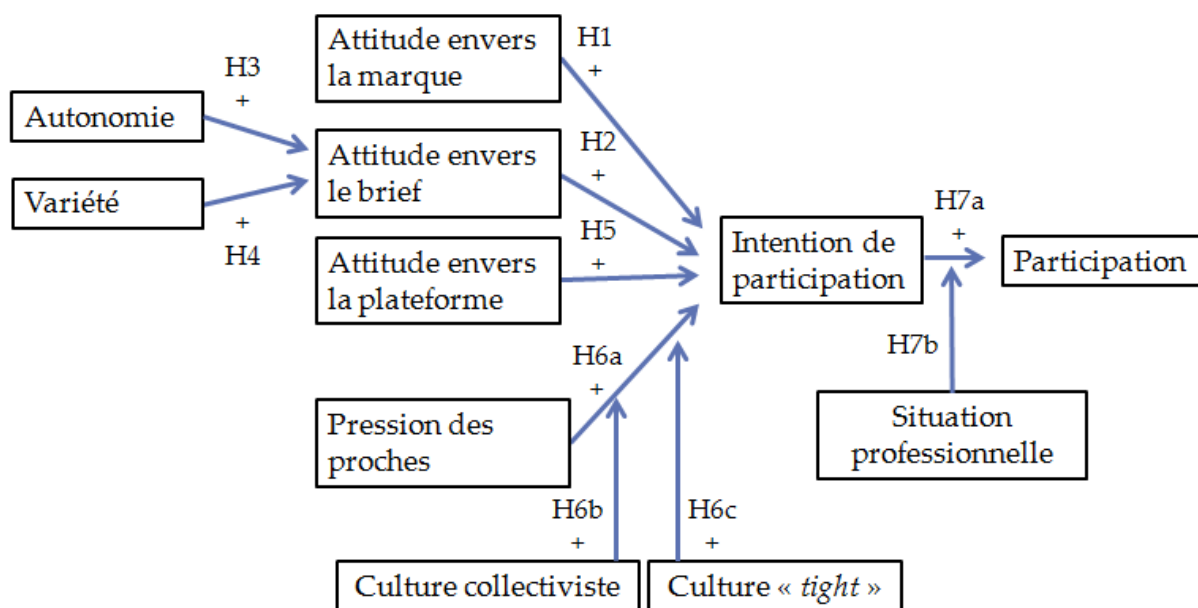 Attitude envers
la marque
H1
+
H3
+
Autonomie
Attitude envers
le brief
H2
+
Variété
+
H4
Attitude envers
la plateforme
H5
+
Intention de
participation
H7a
+
Participation
H7b
H6a
+
Pression des
proches
Situation
professionnelle
H6b
+
H6c
+
Culture collectiviste
Culture « tight »